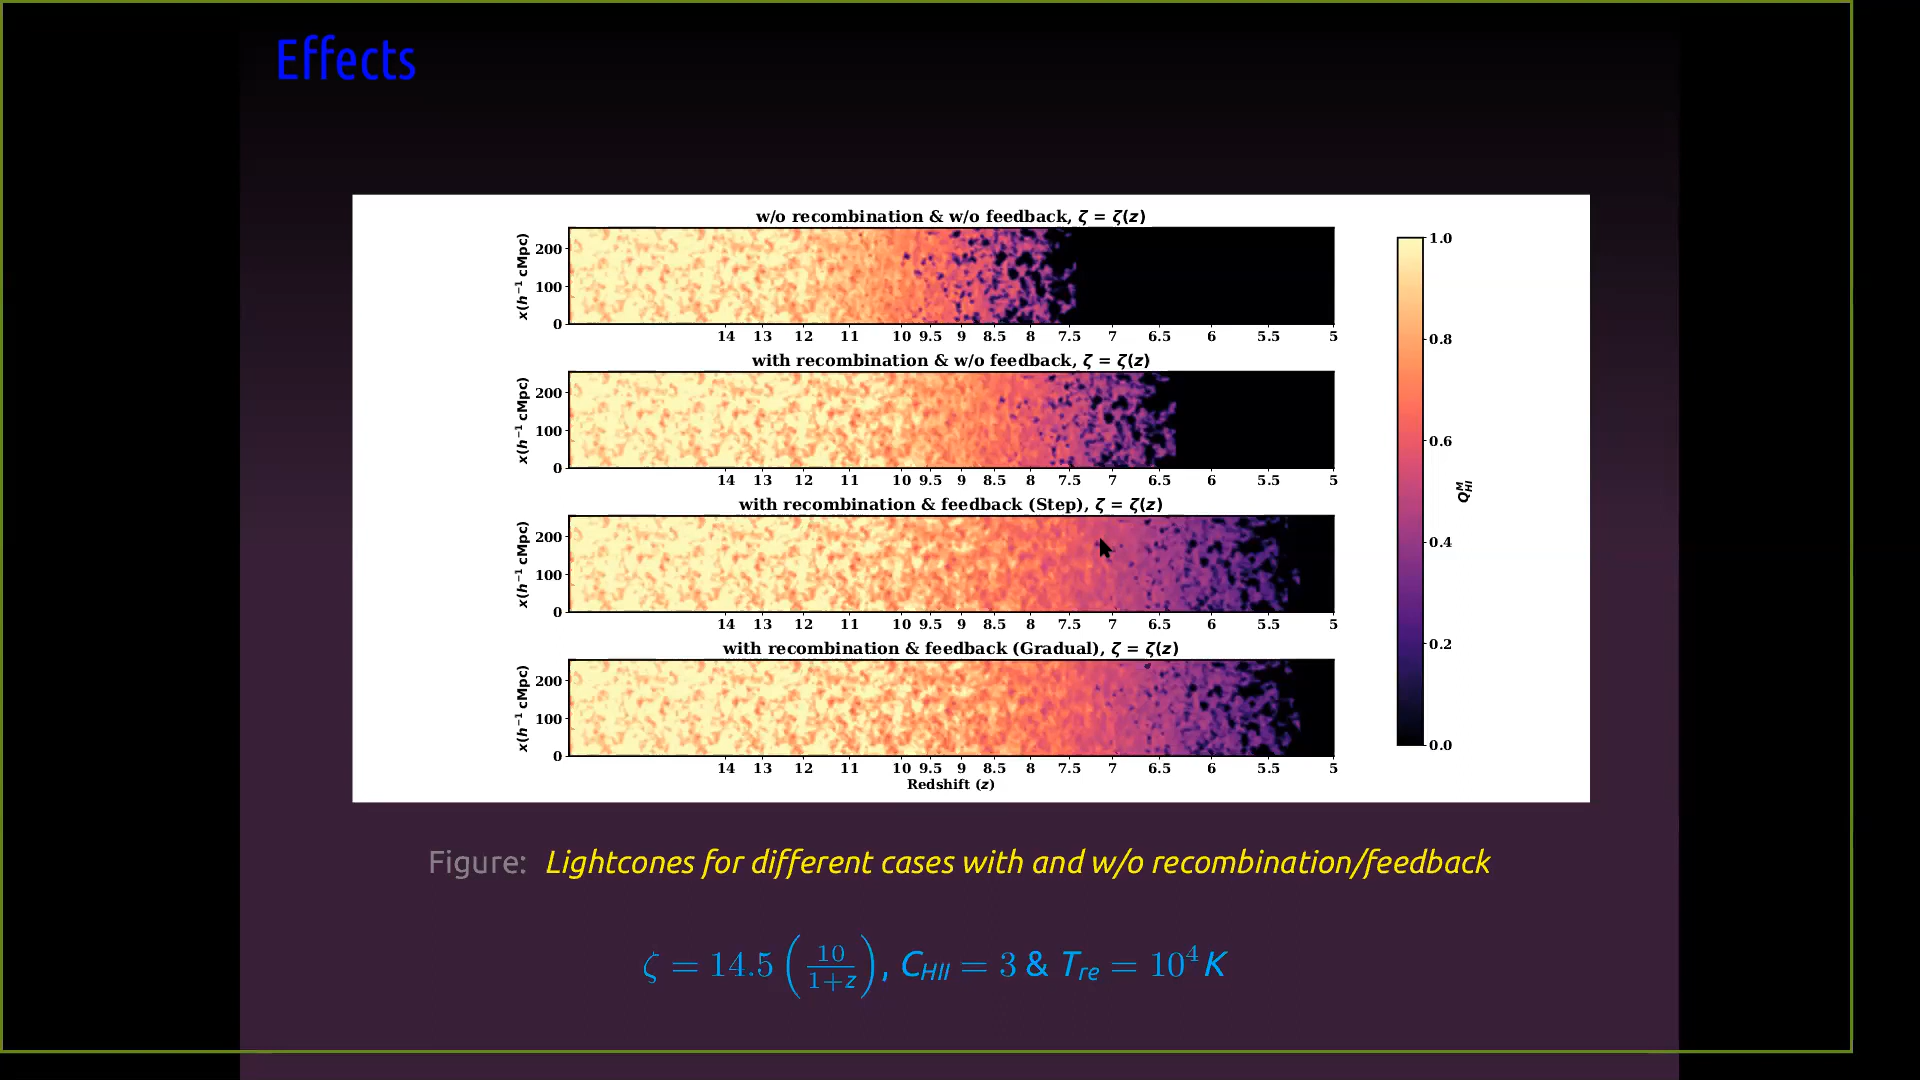 Effects
w/o recombination & w/o feedback, ζ = ζ(z)
x(h⁻¹ cMpc)
200
100
0
14 13 12 11 10 9.5 9 8.5 8 7.5 7 6.5 6 5.5 5
with recombination & w/o feedback, ζ = ζ(z)
x(h⁻¹ cMpc)
200
100
0
14 13 12 11 10 9.5 9 8.5 8 7.5 7 6.5 6 5.5 5
with recombination & feedback (Step), ζ = ζ(z)
x(h⁻¹ cMpc)
200
100
0
14 13 12 11 10 9.5 9 8.5 8 7.5 7 6.5 6 5.5 5
with recombination & feedback (Gradual), ζ = ζ(z)
x(h⁻¹ cMpc)
200
100
0
14 13 12 11 10 9.5 9 8.5 8 7.5 7 6.5 6 5.5 5
Redshift (z)
1.0
0.8
0.6
0.4
0.2
0.0
Q^M_HI
Figure: Lightcones for different cases with and w/o recombination/feedback
ζ = 14.5 (10/1+z), C_HII = 3 & T_re = 10⁴ K